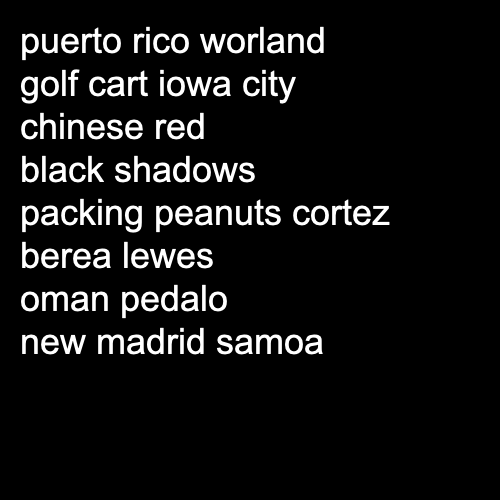 puerto rico worland
golf cart iowa city
chinese red
black shadows
packing peanuts cortez
berea lewes
oman pedalo
new madrid samoa